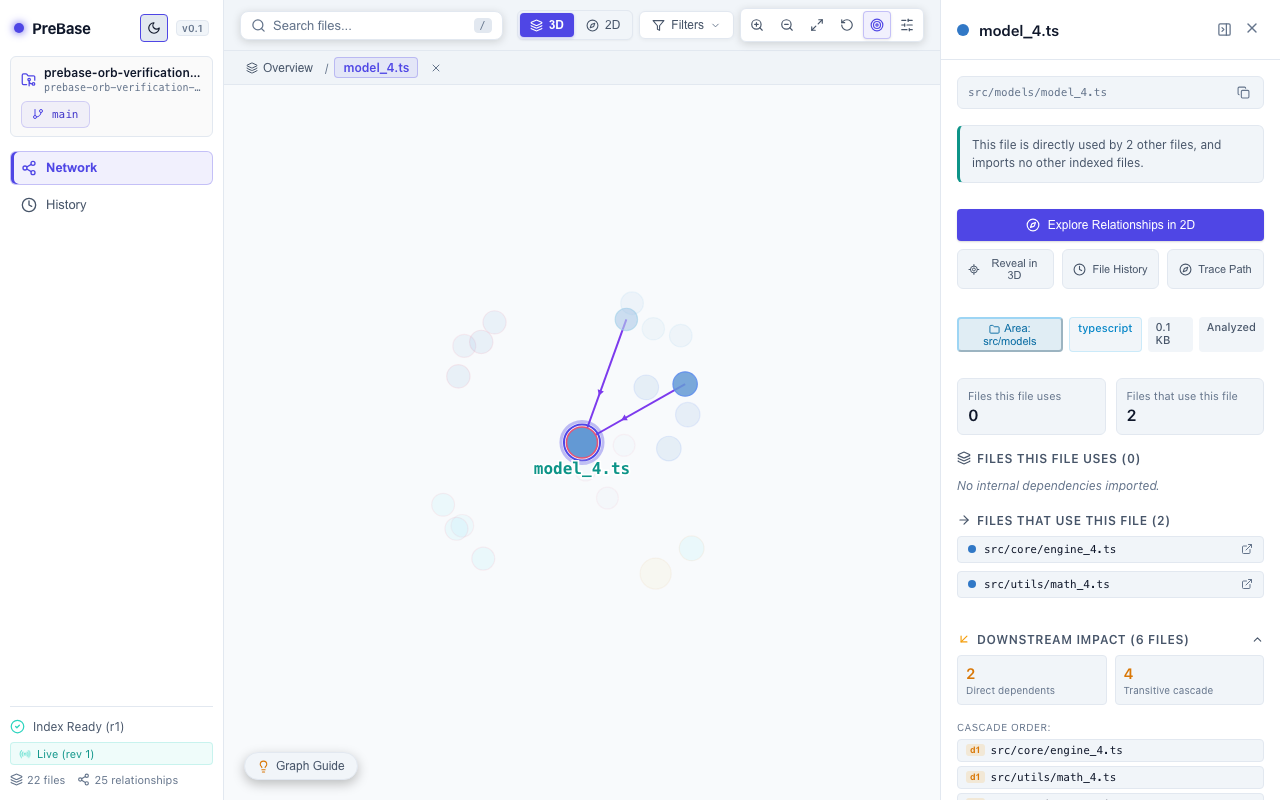 PreBase
v0.1
prebase-orb-verification...
prebase-orb-verification-...
main
Network
History
Index Ready (r1)
Live (rev 1)
22 files
25 relationships
Search files...
/
3D
2D
Filters
Overview
/
model_4.ts
model_4.ts
Graph Guide
model_4.ts
src/models/model_4.ts
This file is directly used by 2 other files, and
imports no other indexed files.
Explore Relationships in 2D
Reveal in
3D
File History
Trace Path
Area:
src/models
typescript
0.1
KB
Analyzed
Files this file uses
0
Files that use this file
2
FILES THIS FILE USES (0)
No internal dependencies imported.
FILES THAT USE THIS FILE (2)
src/core/engine_4.ts
src/utils/math_4.ts
DOWNSTREAM IMPACT (6 FILES)
2
Direct dependents
4
Transitive cascade
CASCADE ORDER:
d1 src/core/engine_4.ts
d1 src/utils/math_4.ts